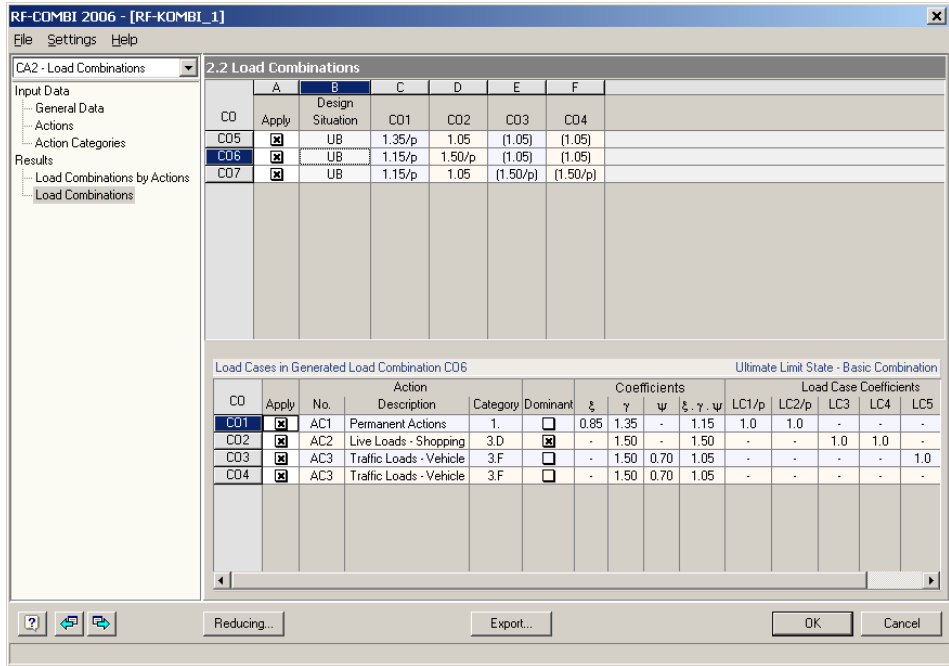 RF-COMBI 2006 - [RF-KOMBI_1]
File Settings Help
CA2 - Load Combinations
Input Data
General Data
Actions
Action Categories
Results
Load Combinations by Actions
Load Combinations
2.2 Load Combinations
A B C D E F
CO Apply Design Situation CO1 CO2 CO3 CO4
CO5 UB 1.35/p 1.05 (1.05) (1.05)
CO6 UB 1.15/p 1.50/p (1.05) (1.05)
CO7 UB 1.15/p 1.05 (1.50/p) (1.50/p)
Load Cases in Generated Load Combination CO6 Ultimate Limit State - Basic Combination
Action Coefficients Load Case Coefficients
CO Apply No. Description Category Dominant ξ γ ψ ξ.γ.ψ LC1/p LC2/p LC3 LC4 LC5
CO1 AC1 Permanent Actions 1. 0.85 1.35 - 1.15 1.0 1.0 - - -
CO2 AC2 Live Loads - Shopping 3.D - 1.50 - 1.50 - - 1.0 1.0 -
CO3 AC3 Traffic Loads - Vehicle 3.F - 1.50 0.70 1.05 - - - - 1.0
CO4 AC3 Traffic Loads - Vehicle 3.F - 1.50 0.70 1.05 - - - - -
Reducing... Export... OK Cancel